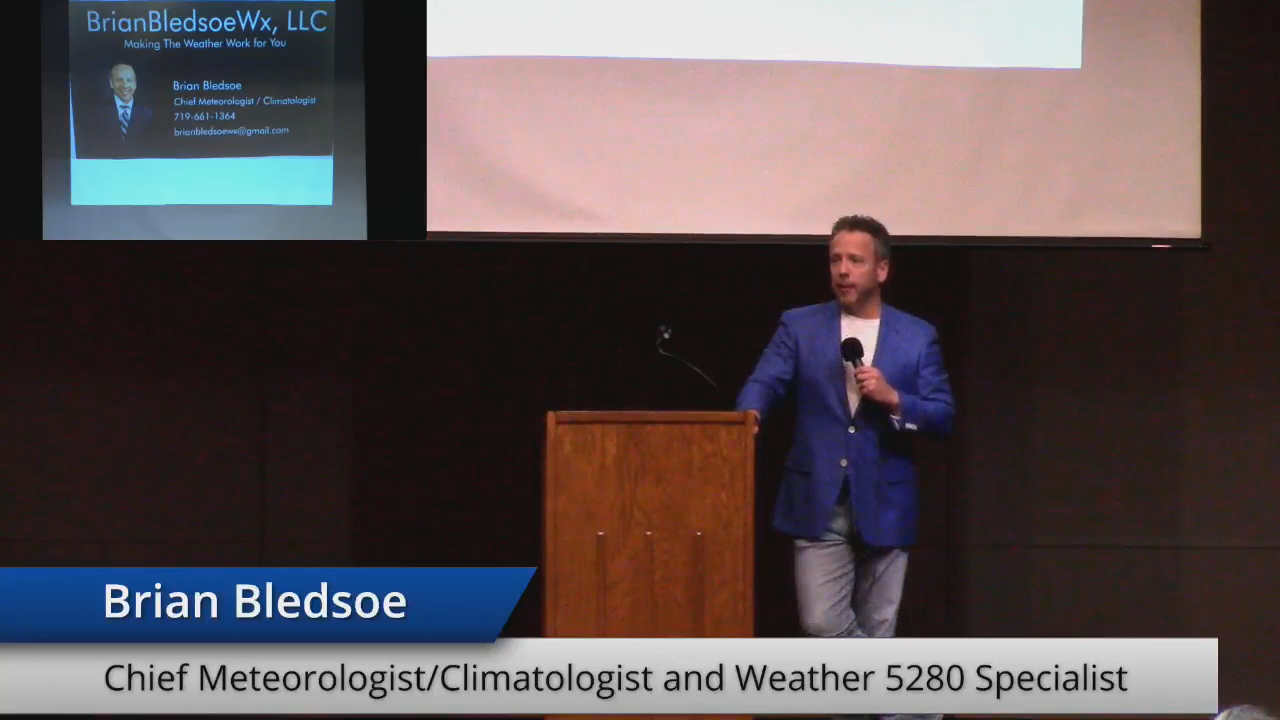 BrianBledsoeWx, LLC
Making The Weather Work for You
Brian Bledsoe
Chief Meteorologist / Climatologist
719-661-1364
brianbledsoewx@gmail.com
Brian Bledsoe
Chief Meteorologist/Climatologist and Weather 5280 Specialist